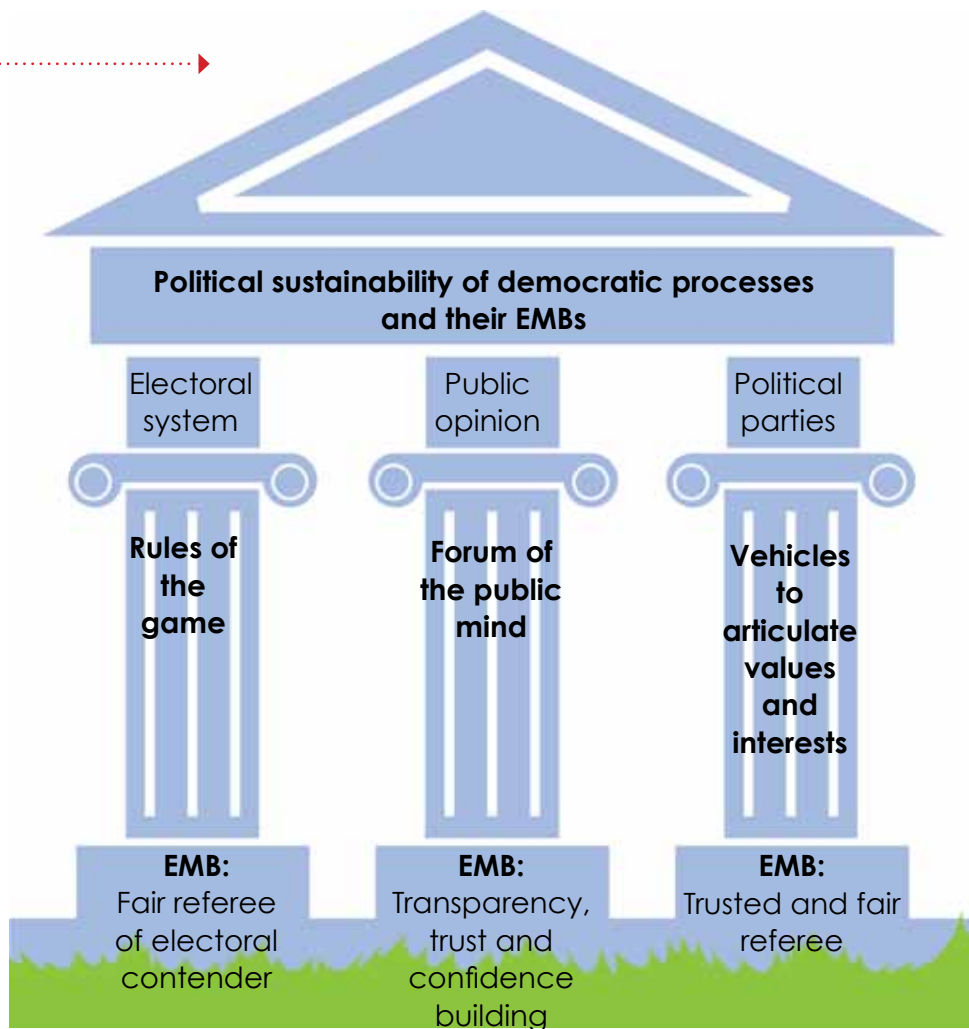 Political sustainability of democratic processes
and their EMBs
Electoral
system
Public
opinion
Political
parties
Rules of
the
game
Forum of
the public
mind
Vehicles
to
articulate
values
and
interests
EMB:
Fair referee
of electoral
contender
EMB:
Transparency,
trust and
confidence
building
EMB:
Trusted and fair
referee